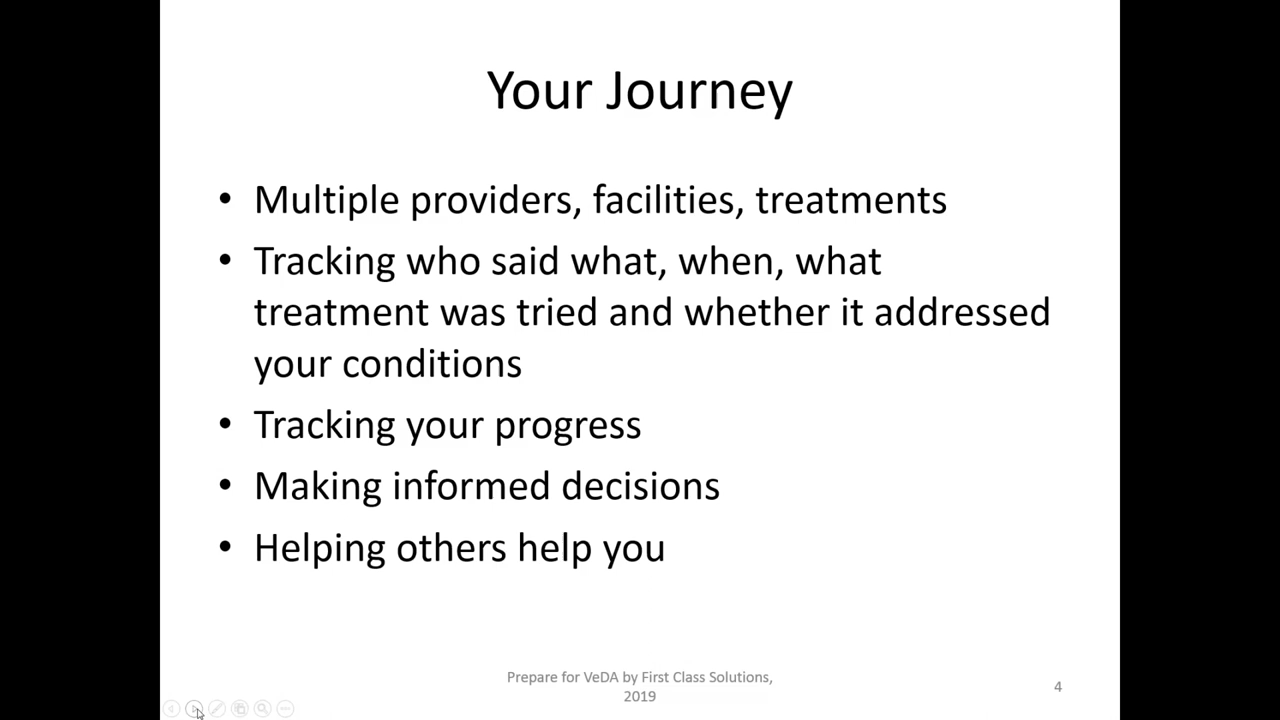 Your Journey
• Multiple providers, facilities, treatments
• Tracking who said what, when, what
treatment was tried and whether it addressed
your conditions
• Tracking your progress
• Making informed decisions
• Helping others help you
Prepare for VeDA by First Class Solutions,
2019
4